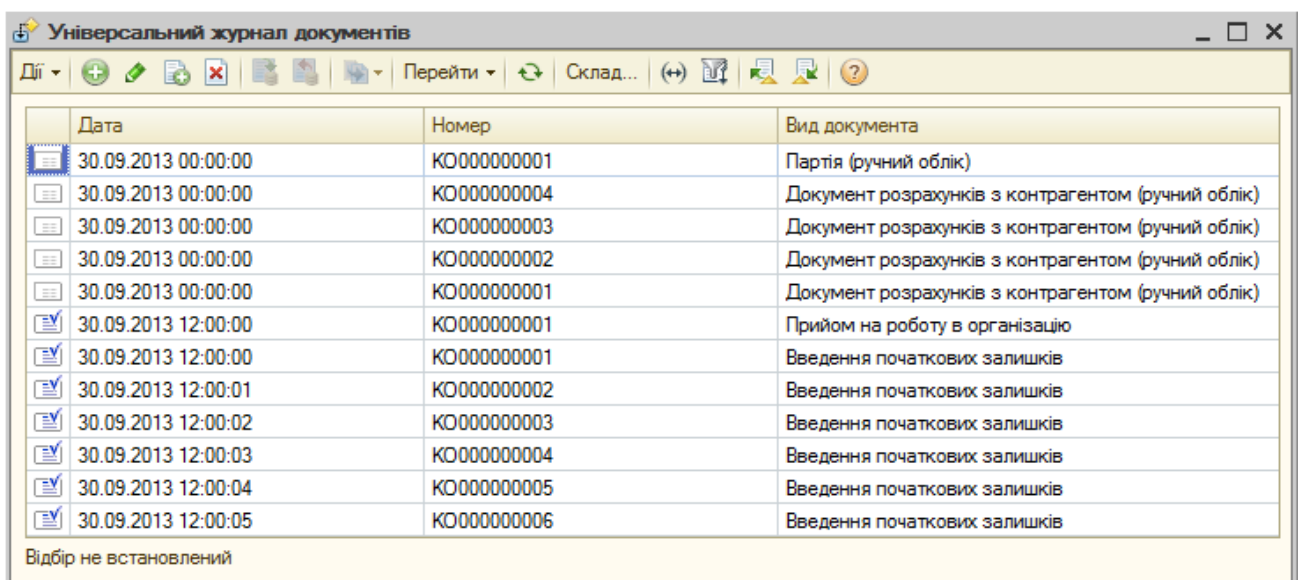 Універсальний журнал документів
Дії Перейти Склад...
Дата Номер Вид документа
30.09.2013 00:00:00 КО000000001 Партія (ручний облік)
30.09.2013 00:00:00 КО000000004 Документ розрахунків з контрагентом (ручний облік)
30.09.2013 00:00:00 КО000000003 Документ розрахунків з контрагентом (ручний облік)
30.09.2013 00:00:00 КО000000002 Документ розрахунків з контрагентом (ручний облік)
30.09.2013 00:00:00 КО000000001 Документ розрахунків з контрагентом (ручний облік)
30.09.2013 12:00:00 КО000000001 Прийом на роботу в організацію
30.09.2013 12:00:00 КО000000001 Введення початкових залишків
30.09.2013 12:00:01 КО000000002 Введення початкових залишків
30.09.2013 12:00:02 КО000000003 Введення початкових залишків
30.09.2013 12:00:03 КО000000004 Введення початкових залишків
30.09.2013 12:00:04 КО000000005 Введення початкових залишків
30.09.2013 12:00:05 КО000000006 Введення початкових залишків
Відбір не встановлений